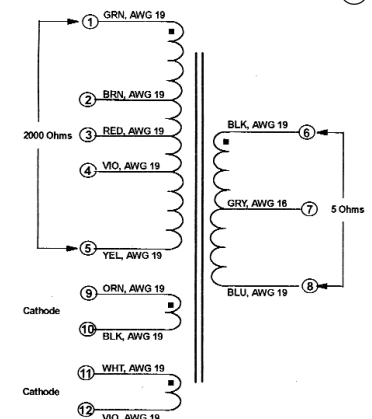 1 GRN, AWG 19
2 BRN, AWG 19
3 RED, AWG 19
2000 Ohms
4 VIO, AWG 19
5
YEL, AWG 19
BLK, AWG 19 6
GRY, AWG 16 7
5 Ohms
BLU, AWG 19 8
9 ORN, AWG 19
Cathode
10
BLK, AWG 19
11 WHT, AWG 19
Cathode
12
VIO, AWG 19